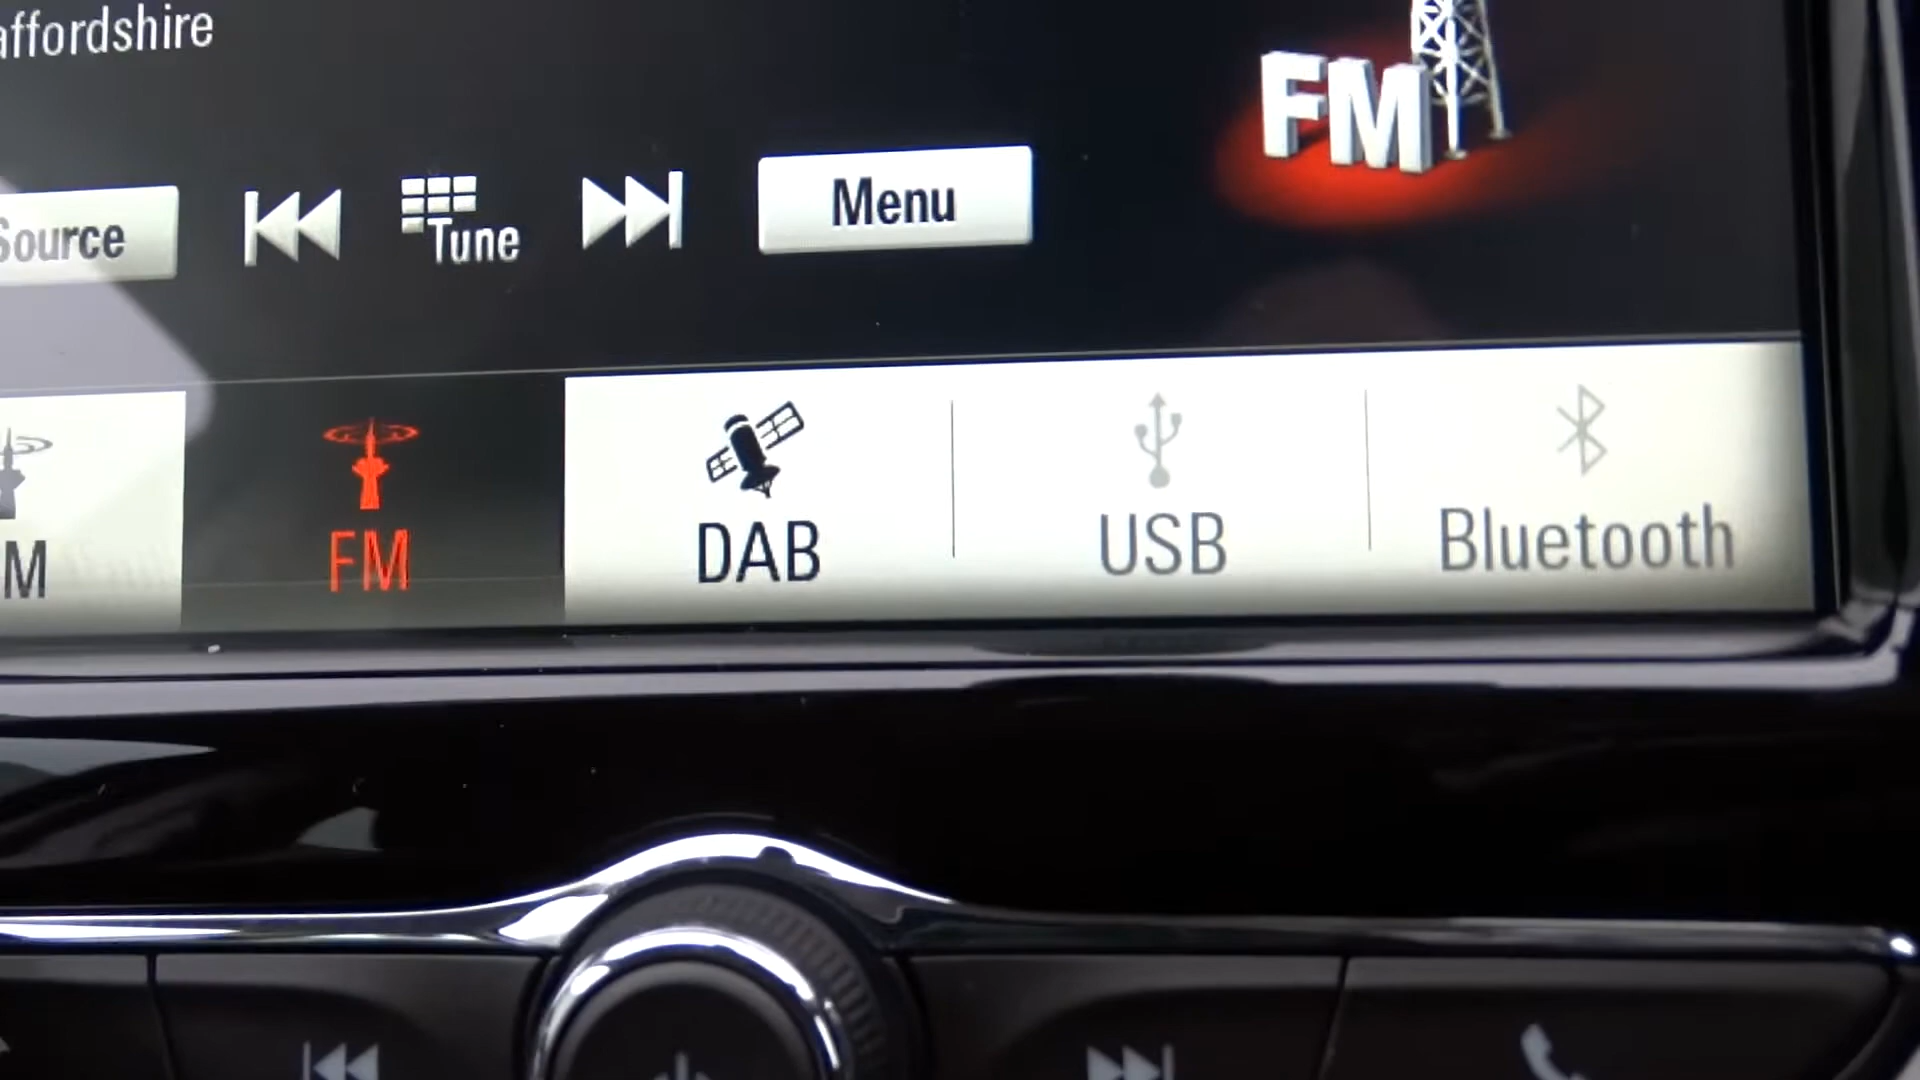 affordshire
FM
Source
Tune
Menu
M
FM
DAB
USB
Bluetooth